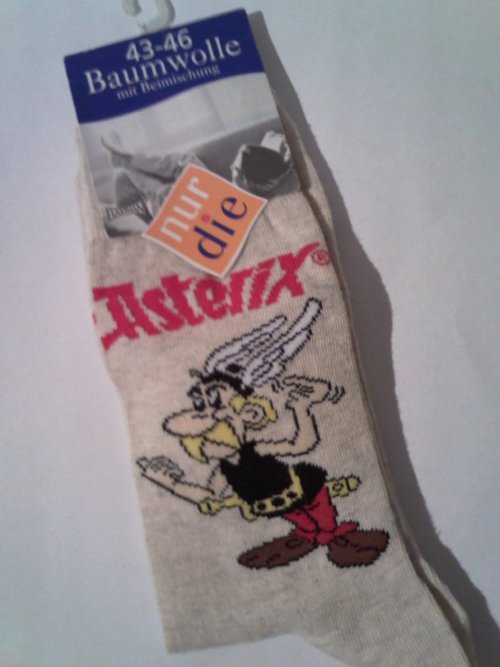 43-46
Baumwolle
mit Beimischung
nur
die
Asterix®